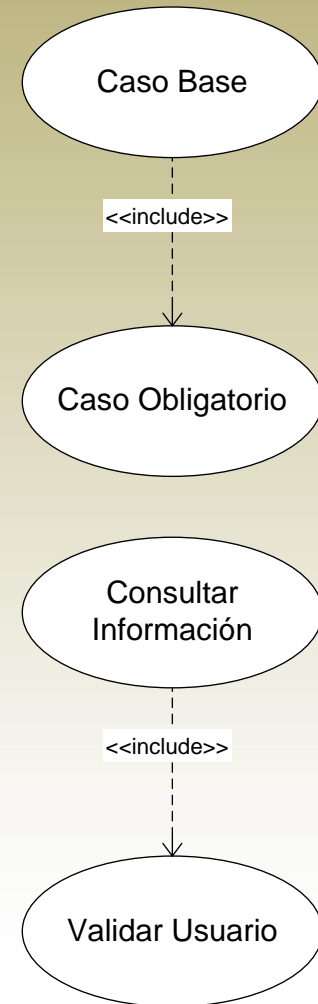 Caso Base
<<include>>
Caso Obligatorio
Consultar
Información
<<include>>
Validar Usuario